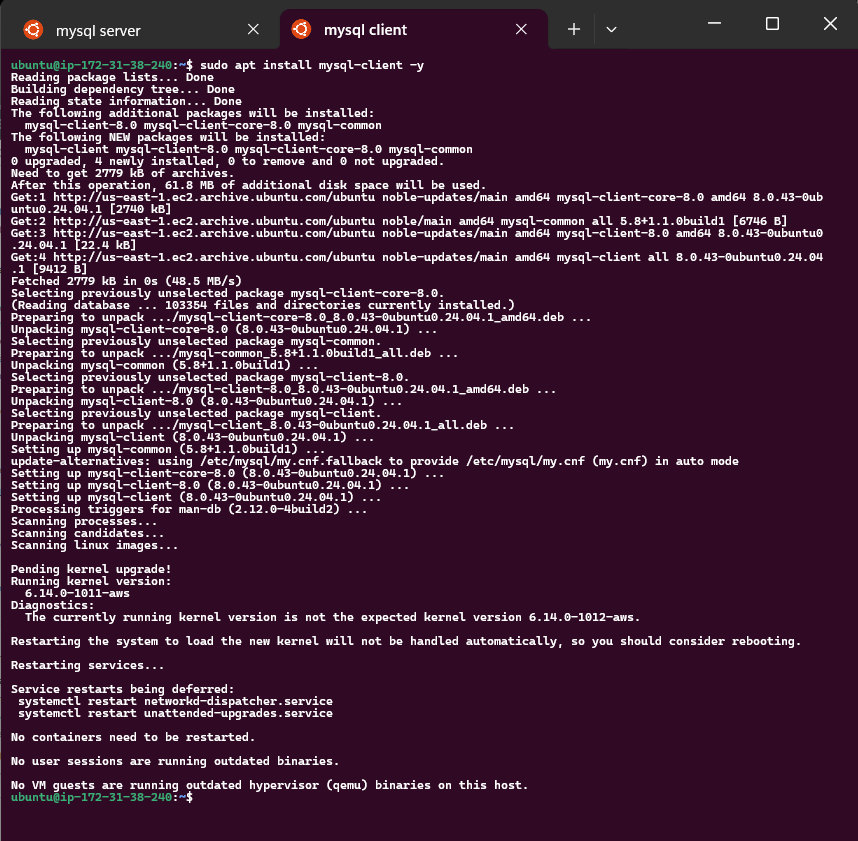 mysql server
mysql client
ubuntu@ip-172-31-38-240:~$ sudo apt install mysql-client -y
Reading package lists... Done
Building dependency tree... Done
Reading state information... Done
The following additional packages will be installed:
  mysql-client-8.0 mysql-client-core-8.0 mysql-common
The following NEW packages will be installed:
  mysql-client mysql-client-8.0 mysql-client-core-8.0 mysql-common
0 upgraded, 4 newly installed, 0 to remove and 0 not upgraded.
Need to get 2779 kB of archives.
After this operation, 61.8 MB of additional disk space will be used.
Get:1 http://us-east-1.ec2.archive.ubuntu.com/ubuntu noble-updates/main amd64 mysql-client-core-8.0 amd64 8.0.43-0ub
untu0.24.04.1 [2740 kB]
Get:2 http://us-east-1.ec2.archive.ubuntu.com/ubuntu noble/main amd64 mysql-common all 5.8+1.1.0build1 [6746 B]
Get:3 http://us-east-1.ec2.archive.ubuntu.com/ubuntu noble-updates/main amd64 mysql-client-8.0 amd64 8.0.43-0ubuntu0
.24.04.1 [22.4 kB]
Get:4 http://us-east-1.ec2.archive.ubuntu.com/ubuntu noble-updates/main amd64 mysql-client all 8.0.43-0ubuntu0.24.04
.1 [9412 B]
Fetched 2779 kB in 0s (48.5 MB/s)
Selecting previously unselected package mysql-client-core-8.0.
(Reading database ... 103354 files and directories currently installed.)
Preparing to unpack .../mysql-client-core-8.0_8.0.43-0ubuntu0.24.04.1_amd64.deb ...
Unpacking mysql-client-core-8.0 (8.0.43-0ubuntu0.24.04.1) ...
Selecting previously unselected package mysql-common.
Preparing to unpack .../mysql-common_5.8+1.1.0build1_all.deb ...
Unpacking mysql-common (5.8+1.1.0build1) ...
Selecting previously unselected package mysql-client-8.0.
Preparing to unpack .../mysql-client-8.0_8.0.43-0ubuntu0.24.04.1_amd64.deb ...
Unpacking mysql-client-8.0 (8.0.43-0ubuntu0.24.04.1) ...
Selecting previously unselected package mysql-client.
Preparing to unpack .../mysql-client_8.0.43-0ubuntu0.24.04.1_all.deb ...
Unpacking mysql-client (8.0.43-0ubuntu0.24.04.1) ...
Setting up mysql-common (5.8+1.1.0build1) ...
update-alternatives: using /etc/mysql/my.cnf.fallback to provide /etc/mysql/my.cnf (my.cnf) in auto mode
Setting up mysql-client-core-8.0 (8.0.43-0ubuntu0.24.04.1) ...
Setting up mysql-client-8.0 (8.0.43-0ubuntu0.24.04.1) ...
Setting up mysql-client (8.0.43-0ubuntu0.24.04.1) ...
Processing triggers for man-db (2.12.0-4build2) ...
Scanning processes...
Scanning candidates...
Scanning linux images...
Pending kernel upgrade!
Running kernel version:
  6.14.0-1011-aws
Diagnostics:
  The currently running kernel version is not the expected kernel version 6.14.0-1012-aws.
Restarting the system to load the new kernel will not be handled automatically, so you should consider rebooting.
Restarting services...
Service restarts being deferred:
 systemctl restart networkd-dispatcher.service
 systemctl restart unattended-upgrades.service
No containers need to be restarted.
No user sessions are running outdated binaries.
No VM guests are running outdated hypervisor (qemu) binaries on this host.
ubuntu@ip-172-31-38-240:~$